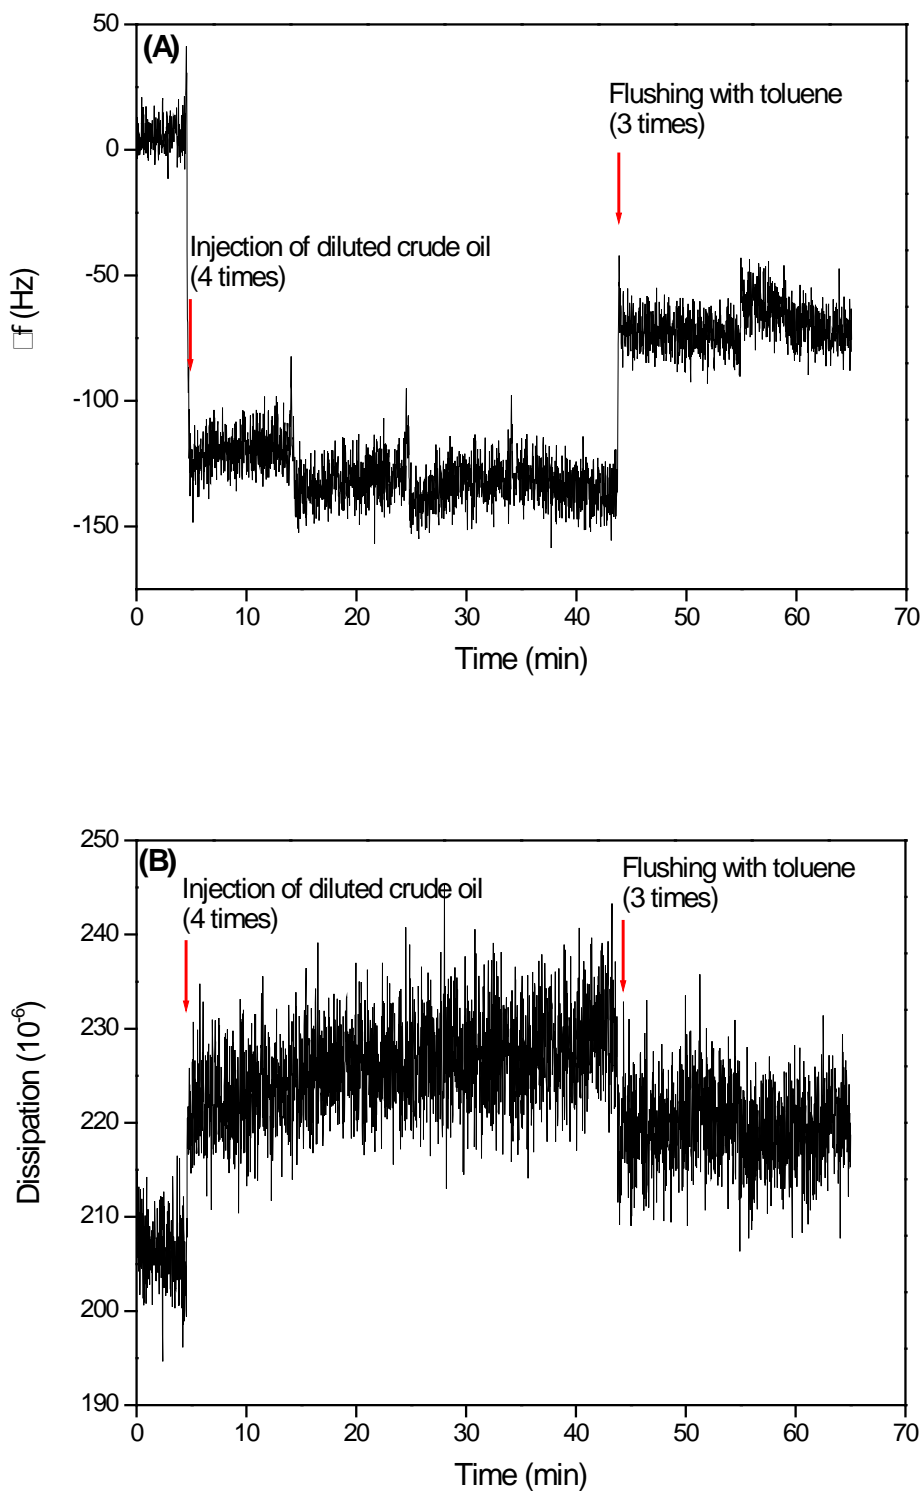 (A)
50
0
-50
-100
-150
Flushing with toluene
(3 times)
Injection of diluted crude oil
(4 times)
□f (Hz)
0 10 20 30 40 50 60 70
Time (min)
(B)
250
240
230
220
210
200
190
Injection of diluted crude oil
(4 times)
Flushing with toluene
(3 times)
Dissipation (10⁻⁶)
0 10 20 30 40 50 60 70
Time (min)